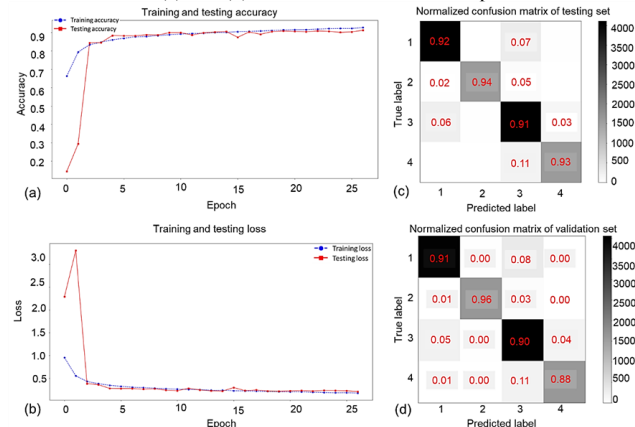 Training and testing accuracy
Training accuracy
Testing accuracy
0.9
0.8
0.7
0.6
0.5
0.4
0.3
0.2
Accuracy
0 5 10 15 20 25
Epoch
(a)
Normalized confusion matrix of testing set
True label
1 0.92 0.07
2 0.02 0.94 0.05
3 0.06 0.91 0.03
4 0.11 0.93
1 2 3 4
Predicted label
(c)
4000
3500
3000
2500
2000
1500
1000
500
0
Training and testing loss
Training loss
Testing loss
3.0
2.5
2.0
1.5
1.0
0.5
Loss
0 5 10 15 20 25
Epoch
(b)
Normalized confusion matrix of validation set
True label
1 0.91 0.00 0.08 0.00
2 0.01 0.96 0.03 0.00
3 0.05 0.00 0.90 0.04
4 0.01 0.00 0.11 0.88
1 2 3 4
Predicted label
(d)
4000
3500
3000
2500
2000
1500
1000
500
0